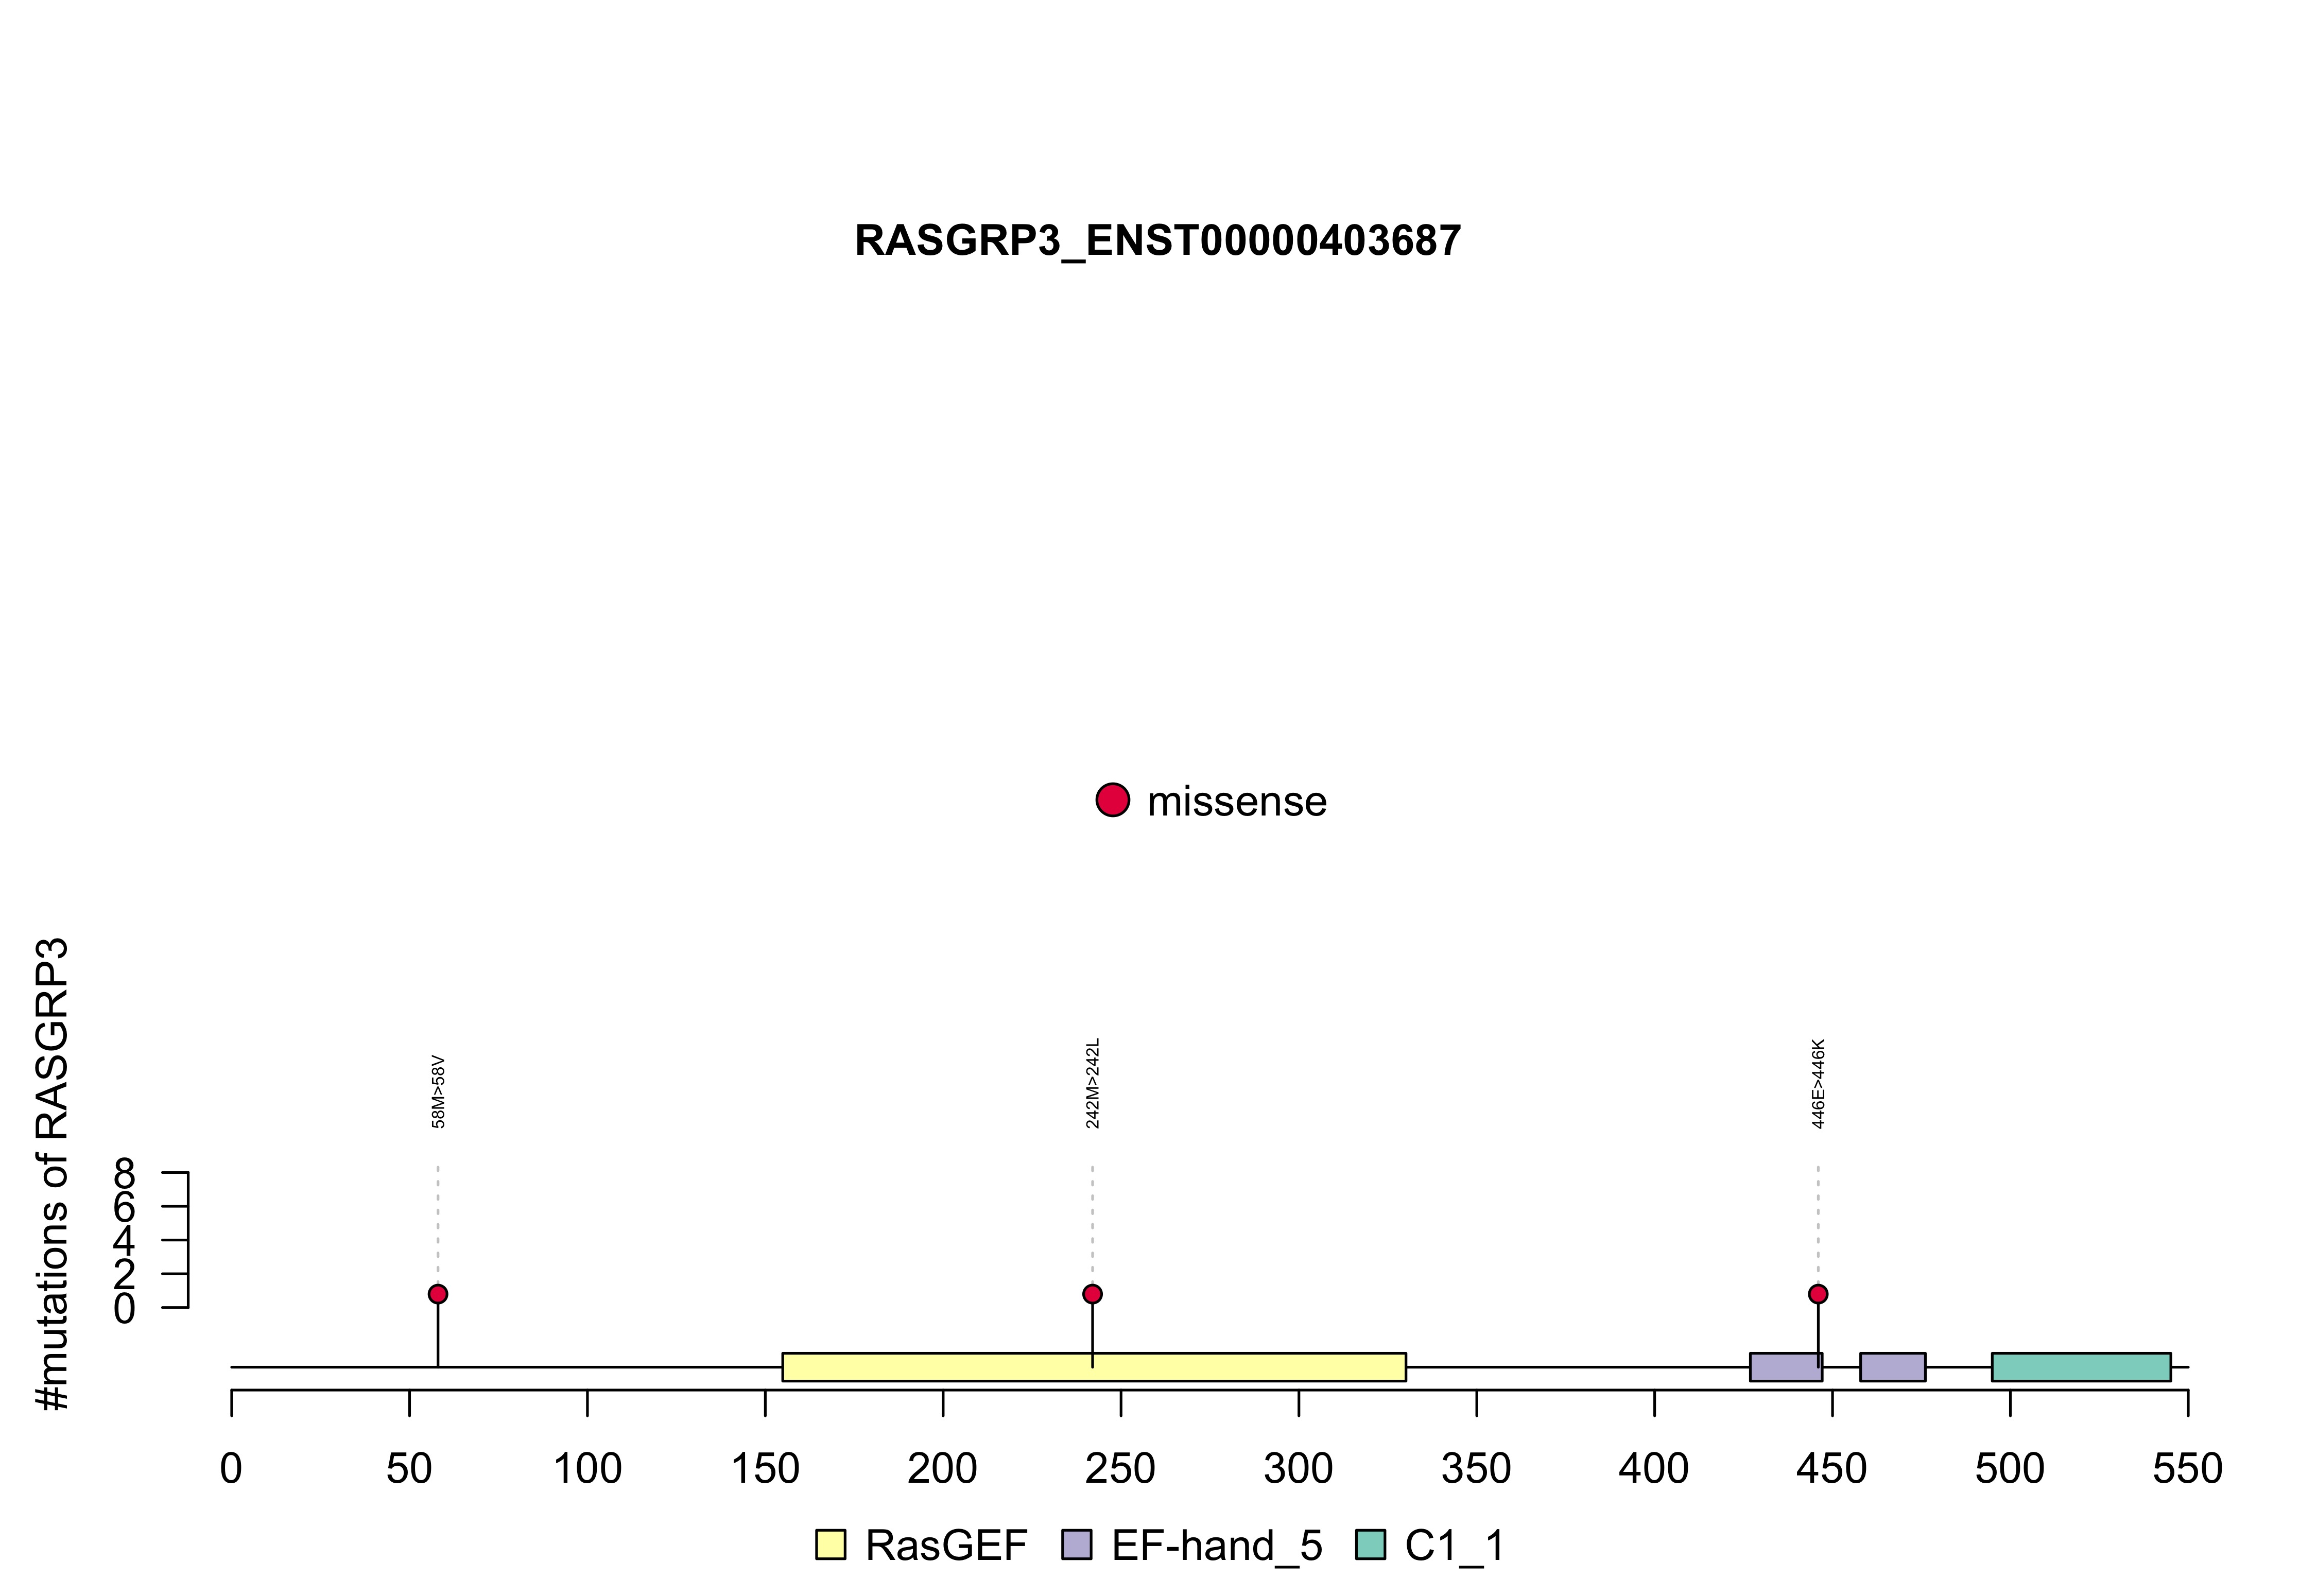 RASGRP3_ENST00000403687
missense
#mutations of RASGRP3
58M>58V
242M>242L
446E>446K
8
6
4
2
0
0 50 100 150 200 250 300 350 400 450 500 550
RasGEF EF-hand_5 C1_1